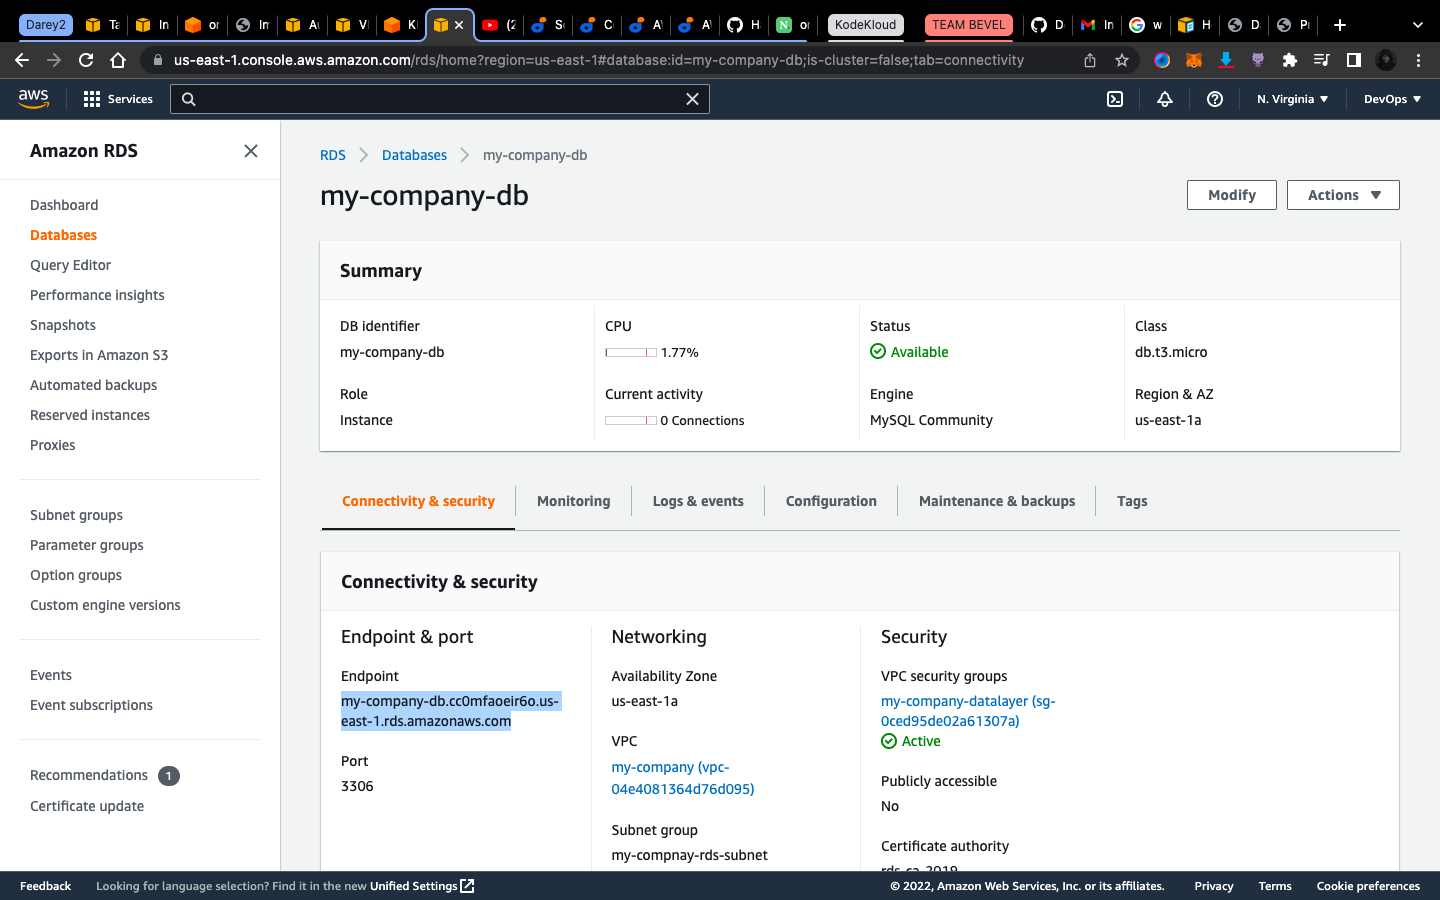 Darey2
KodeKloud
TEAM BEVEL
us-east-1.console.aws.amazon.com/rds/home?region=us-east-1#database:id=my-company-db;is-cluster=false;tab=connectivity
aws
Services
N. Virginia
DevOps
Amazon RDS
Dashboard
Databases
Query Editor
Performance insights
Snapshots
Exports in Amazon S3
Automated backups
Reserved instances
Proxies
Subnet groups
Parameter groups
Option groups
Custom engine versions
Events
Event subscriptions
Recommendations 1
Certificate update
RDS > Databases > my-company-db
my-company-db
Modify
Actions
Summary
DB identifier
my-company-db
CPU
1.77%
Status
Available
Class
db.t3.micro
Role
Instance
Current activity
0 Connections
Engine
MySQL Community
Region & AZ
us-east-1a
Connectivity & security
Monitoring
Logs & events
Configuration
Maintenance & backups
Tags
Connectivity & security
Endpoint & port
Endpoint
my-company-db.cc0mfaoeir6o.us-
east-1.rds.amazonaws.com
Port
3306
Networking
Availability Zone
us-east-1a
VPC
my-company (vpc-
04e4081364d76d095)
Subnet group
my-compnay-rds-subnet
Security
VPC security groups
my-company-datalayer (sg-
0ced95de02a61307a)
Active
Publicly accessible
No
Certificate authority
rds-ca-2019
Feedback
Looking for language selection? Find it in the new Unified Settings
© 2022, Amazon Web Services, Inc. or its affiliates.
Privacy
Terms
Cookie preferences